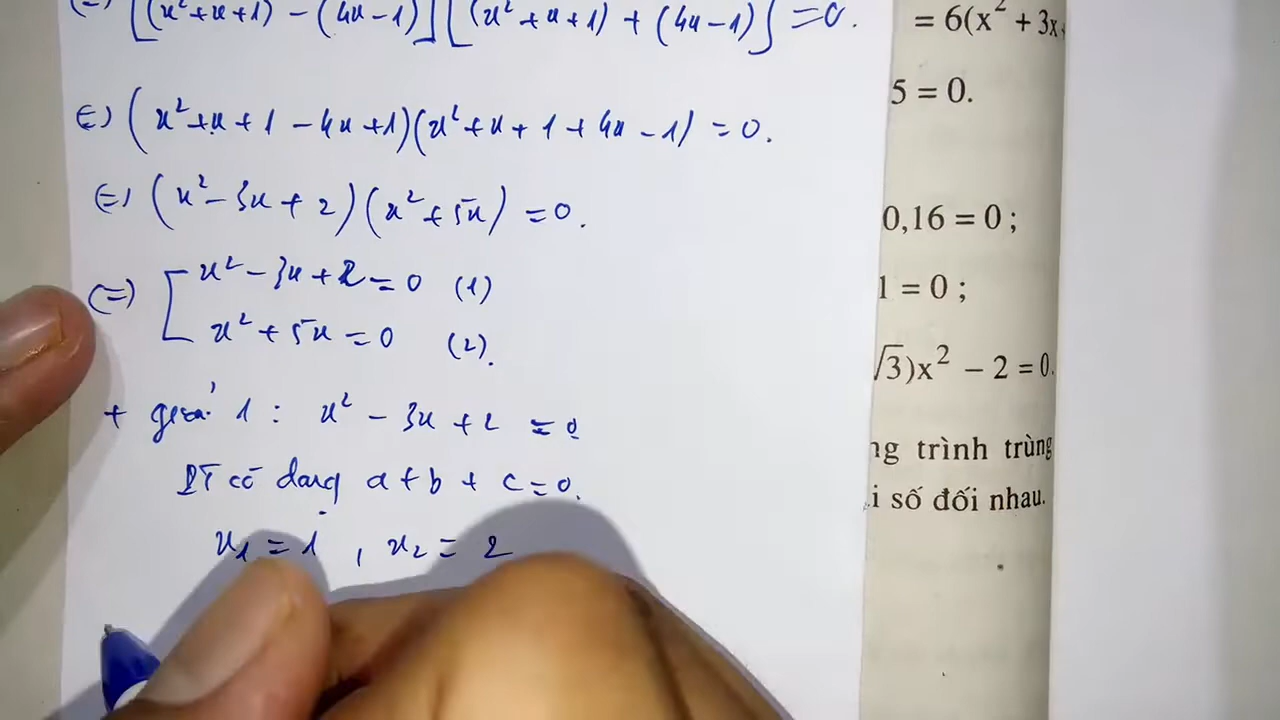 (=) [(x²+x+1) - (4x-1)][(x²+x+1) + (4x-1)] = 0.
(=) (x²+x+1-4x+1)(x²+x+1+4x-1) = 0.
(=) (x²-3x+2)(x²+5x) = 0.
(=) [ x²-3x+2=0 (1)
x²+5x=0 (2).
+ giải 1 : x² - 3x + 2 = 0
PT có dạng a+b+c=0.
x₁ = 1 , x₂ = 2
= 6(x² + 3x
5 = 0.
0,16 = 0 ;
1 = 0 ;
√3)x² - 2 = 0.
ng trình trùng
i số đối nhau.